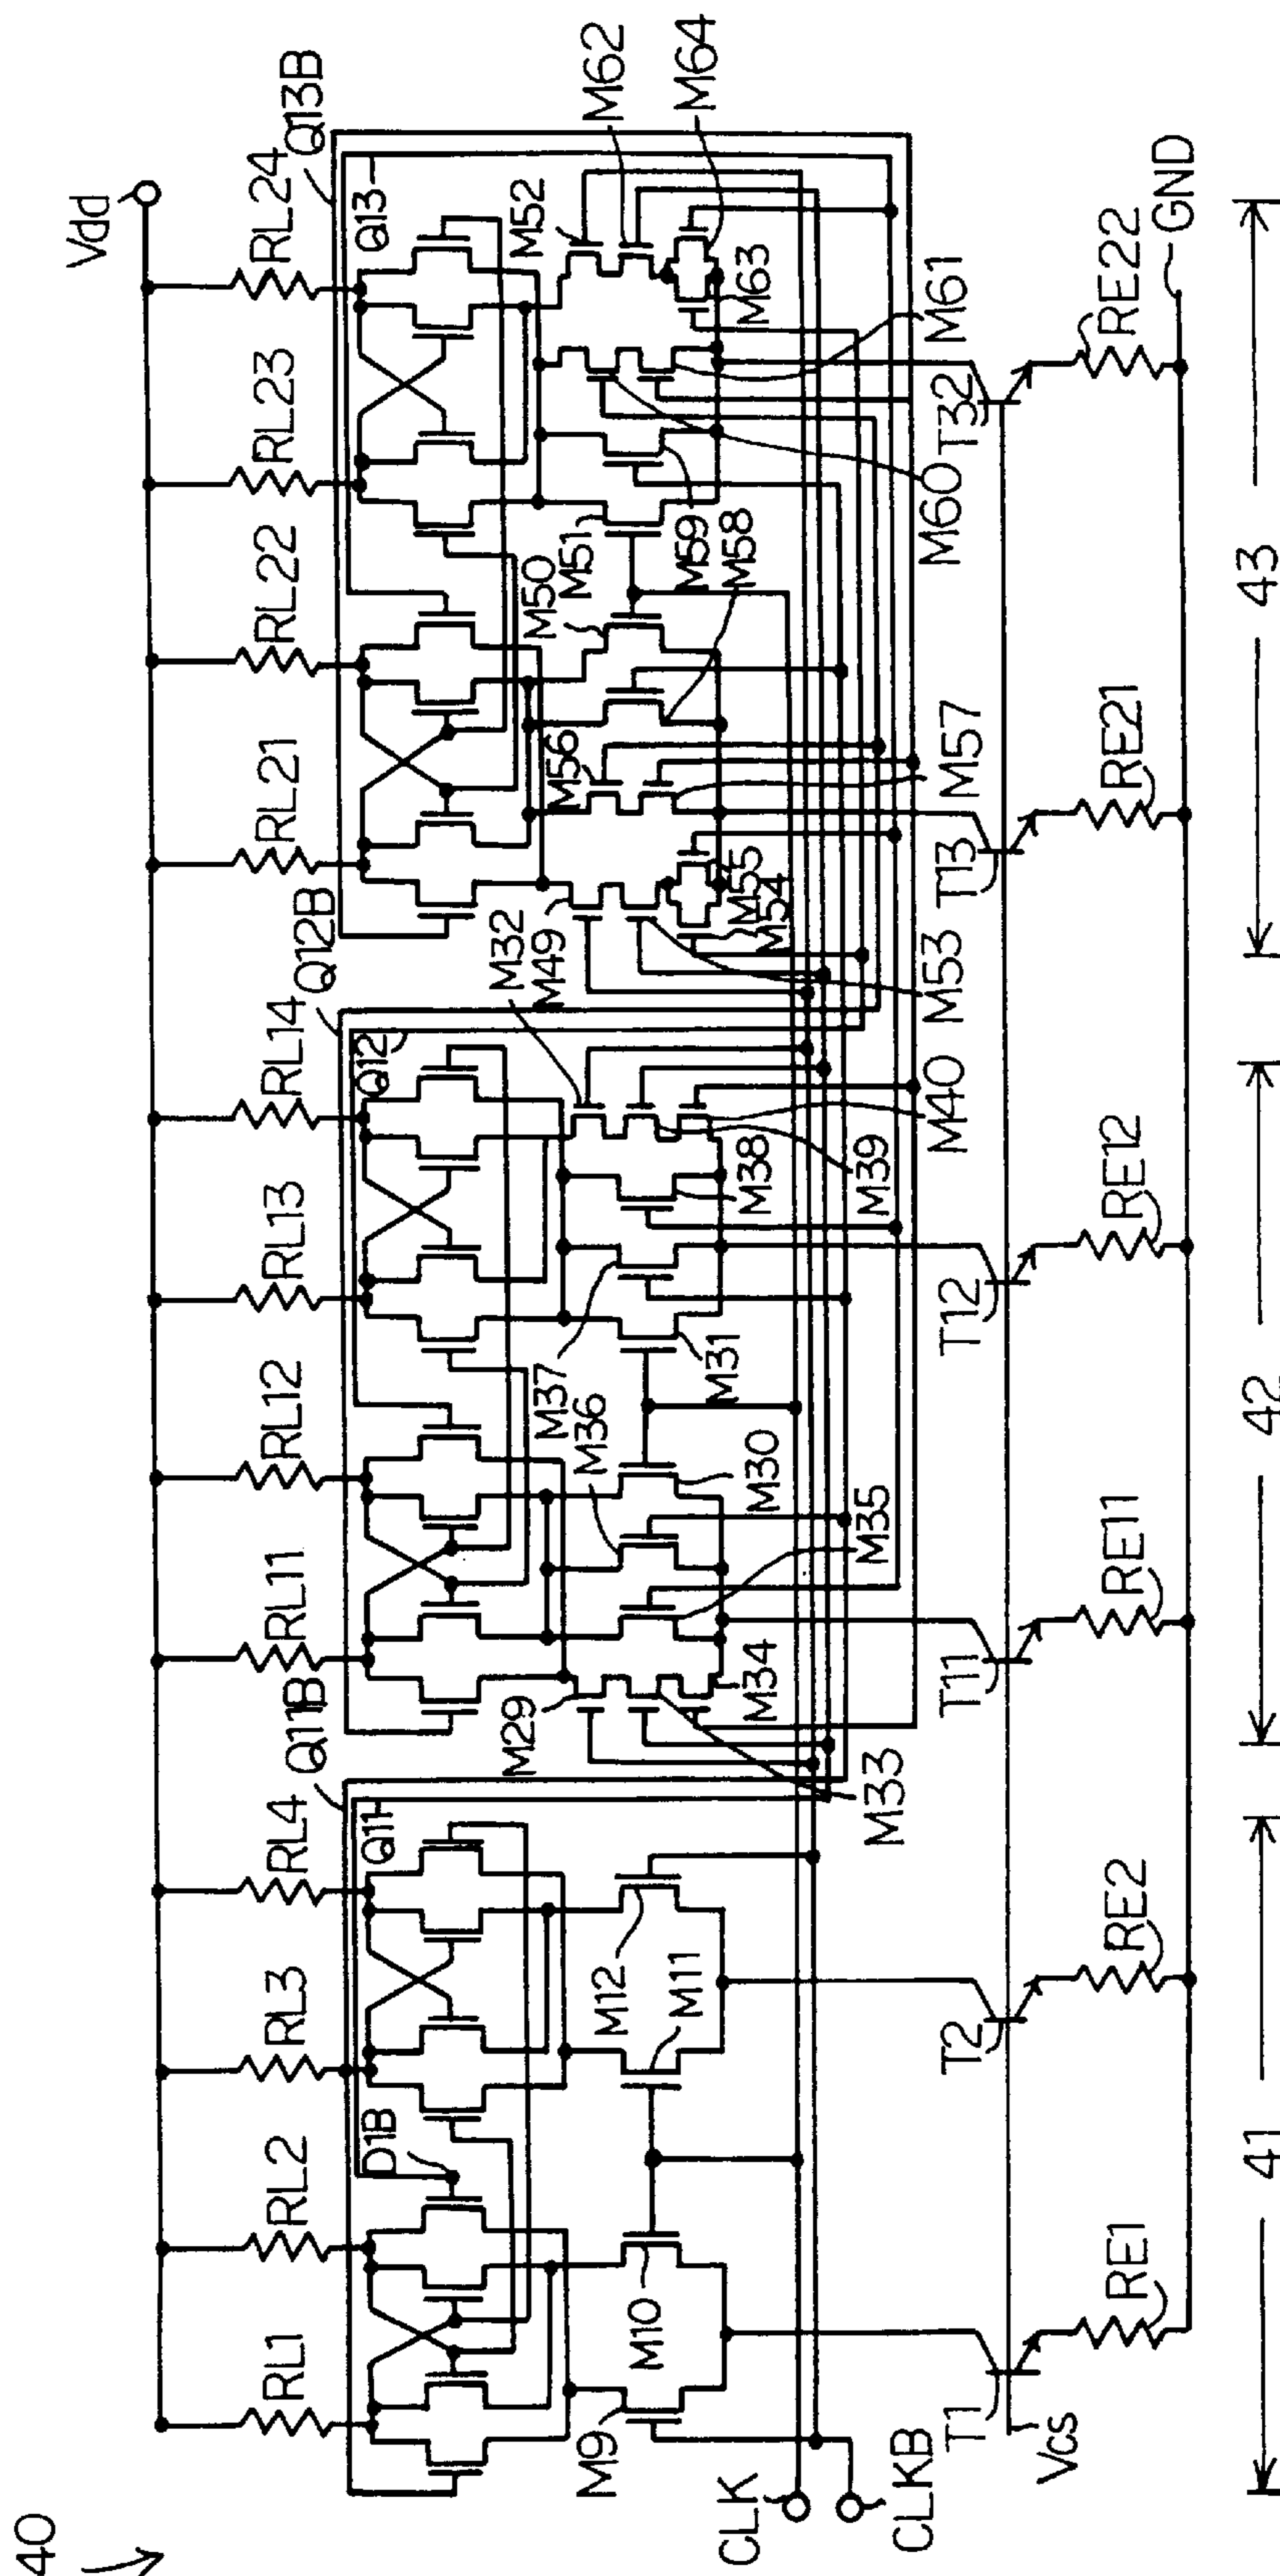 40
Vdd
RL1
RL2
RL3
RL4
RL11
RL12
RL13
RL14
RL21
RL22
RL23
RL24
Q11B
Q12B
Q13B
D1B
Q11
Q12
Q13
M9
M10
M11
M12
M29
M30
M31
M32
M33
M34
M35
M36
M37
M38
M39
M40
M49
M50
M51
M52
M53
M54
M55
M56
M57
M58
M59
M60
M61
M62
M63
M64
CLK
CLKB
T1
T2
T11
T12
T13
T32
Vcs
RE1
RE2
RE11
RE12
RE21
RE22
GND
41
42
43